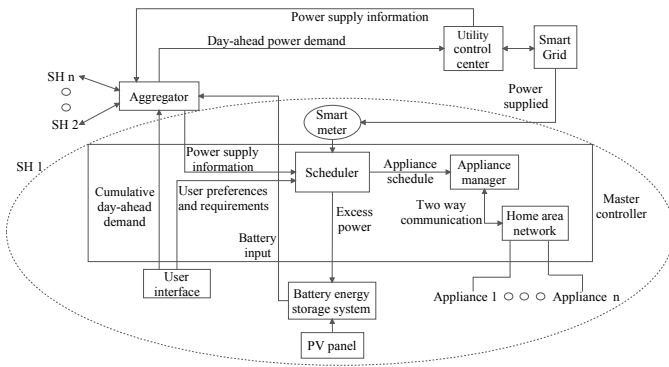 Power supply information
Day-ahead power demand
Utility
control
center
Smart
Grid
SH n
Aggregator
Power
supplied
SH 2
Smart
meter
SH 1
Power supply
information
Scheduler
Appliance
schedule
Appliance
manager
Cumulative
day-ahead
demand
User preferences
and requirements
Master
controller
Excess
power
Two way
communication
Home area
network
Battery
input
User
interface
Battery energy
storage system
Appliance 1
Appliance n
PV panel